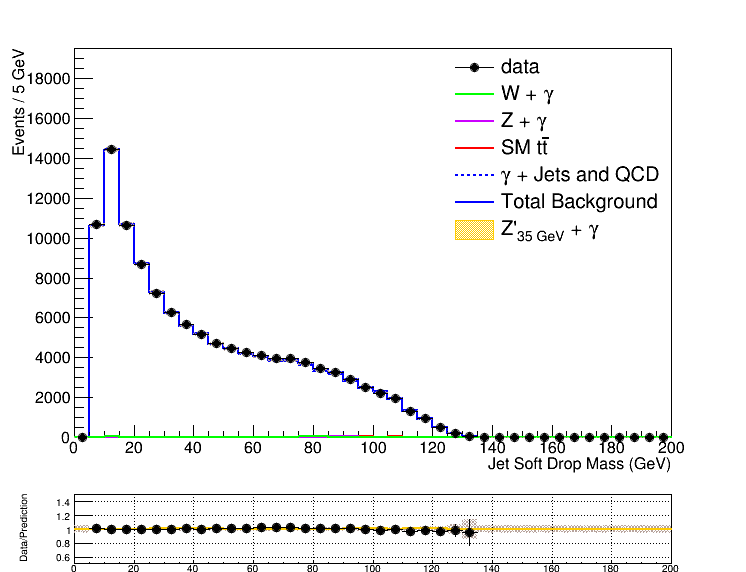 Events / 5 GeV
18000
16000
14000
12000
10000
8000
6000
4000
2000
0
data
W + γ
Z + γ
SM tt̄
γ + Jets and QCD
Total Background
Z'35 GeV + γ
0 20 40 60 80 100 120 140 160 180 200
Jet Soft Drop Mass (GeV)
Data/Prediction
1.4
1.2
1
0.8
0.6
0 20 40 60 80 100 120 140 160 180 200